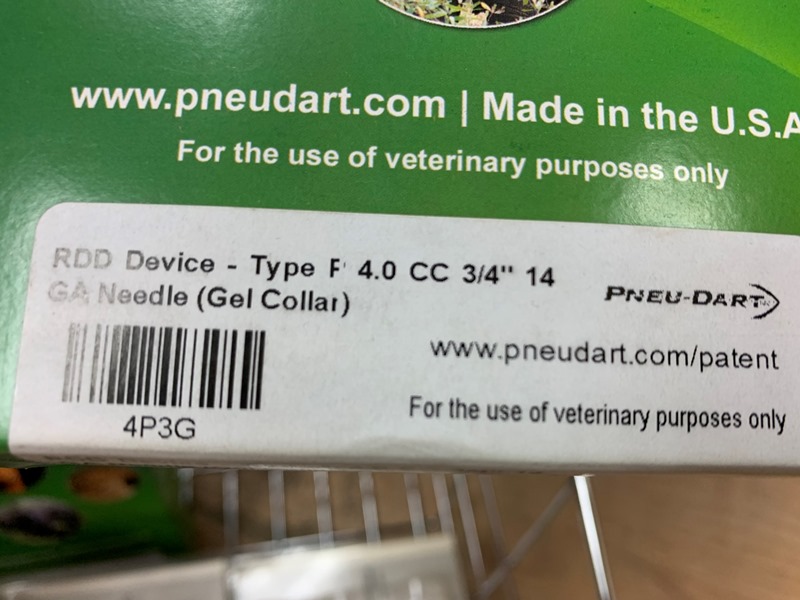 www.pneudart.com | Made in the U.S.A
For the use of veterinary purposes only
RDD Device - Type P 4.0 CC 3/4" 14
GA Needle (Gel Collar)
PNEU-DART
www.pneudart.com/patent
4P3G
For the use of veterinary purposes only